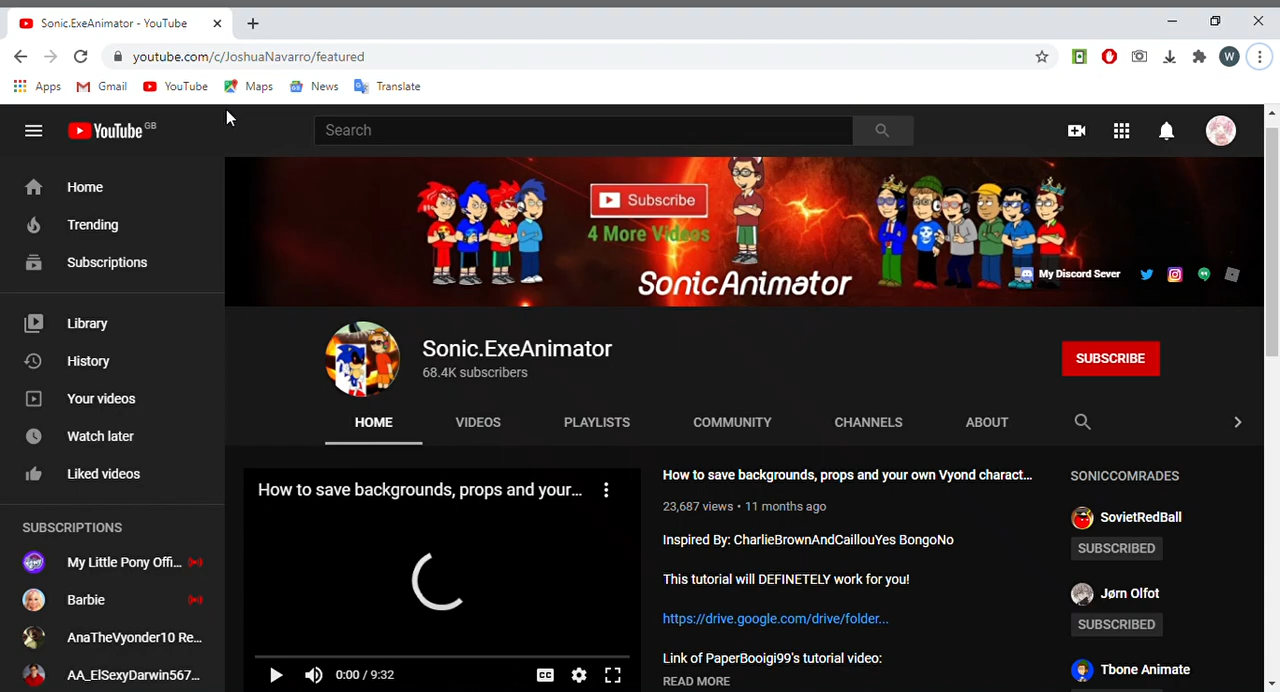 Sonic.ExeAnimator - YouTube
youtube.com/c/JoshuaNavarro/featured
W
Apps Gmail YouTube Maps News Translate
YouTube GB
Search
Home
Trending
Subscriptions
Library
History
Your videos
Watch later
Liked videos
SUBSCRIPTIONS
My Little Pony Offi...
Barbie
AnaTheVyonder10 Re...
AA_ElSexyDarwin567...
Subscribe
4 More Videos
SonicAnimator
My Discord Sever
Sonic.ExeAnimator
68.4K subscribers
SUBSCRIBE
HOME VIDEOS PLAYLISTS COMMUNITY CHANNELS ABOUT
How to save backgrounds, props and your...
0:00 / 9:32
CC
How to save backgrounds, props and your own Vyond charact...
23,687 views • 11 months ago
Inspired By: CharlieBrownAndCaillouYes BongoNo
This tutorial will DEFINETELY work for you!
https://drive.google.com/drive/folder...
Link of PaperBooigi99's tutorial video:
READ MORE
SONICCOMRADES
SovietRedBall
SUBSCRIBED
Jørn Olfot
SUBSCRIBED
Tbone Animate